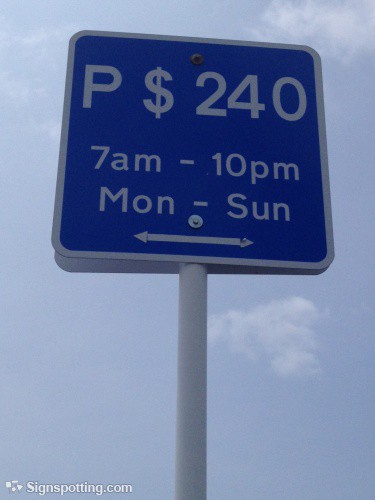 P $ 240
7am - 10pm
Mon - Sun
Signspotting.com